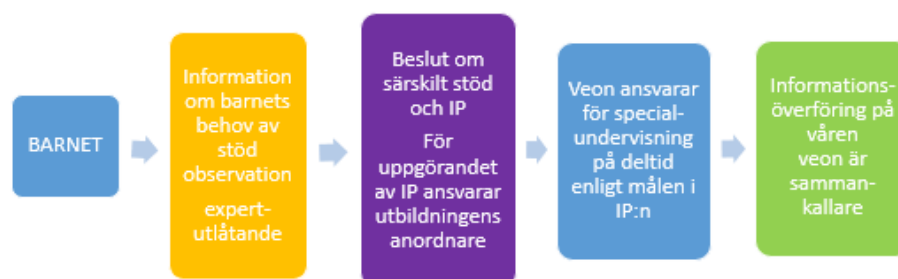 BARNET
Information
om barnets
behov av
stöd
observation
expert-
utlåtande
Beslut om
särskilt stöd
och IP
För
uppgörandet
av IP ansvarar
utbildningens
anordnare
Veon ansvarar
för special-
undervisning
på deltid
enligt målen i
IP:n
Informations-
överföring på
våren
veon är
samman-
kallare